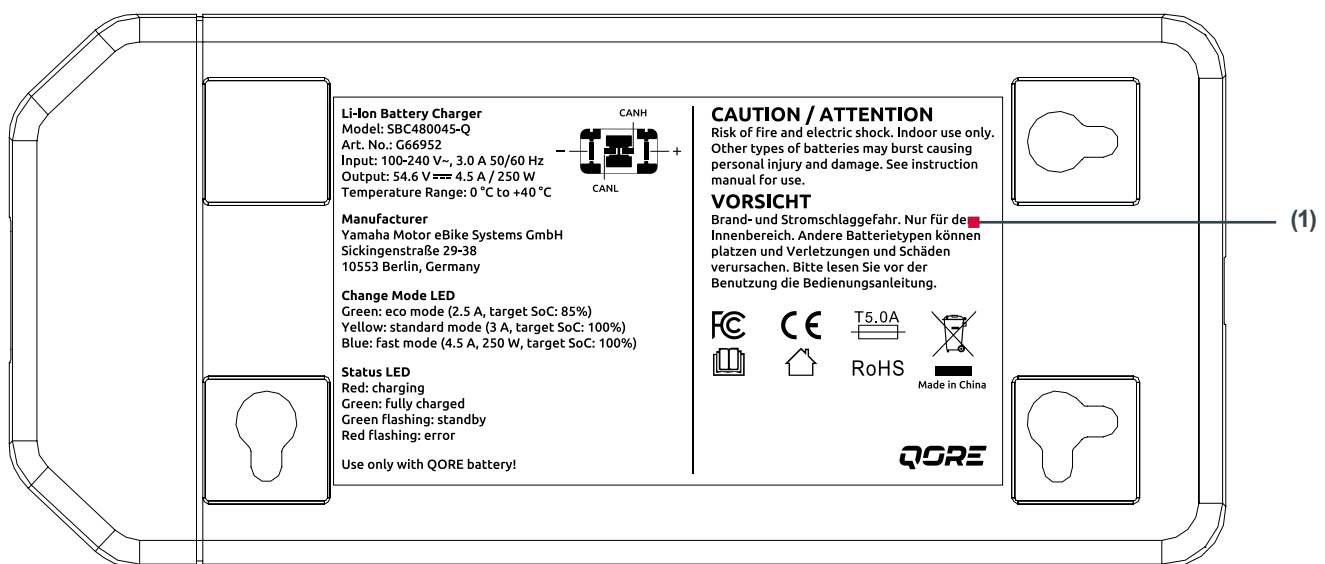 Li-Ion Battery Charger
Model: SBC480045-Q
Art. No.: G66952
Input: 100-240 V~, 3.0 A 50/60 Hz
Output: 54.6 V ⎓ 4.5 A / 250 W
Temperature Range: 0 °C to +40 °C
CANH
- +
CANL
Manufacturer
Yamaha Motor eBike Systems GmbH
Sickingenstraße 29-38
10553 Berlin, Germany
Change Mode LED
Green: eco mode (2.5 A, target SoC: 85%)
Yellow: standard mode (3 A, target SoC: 100%)
Blue: fast mode (4.5 A, 250 W, target SoC: 100%)
Status LED
Red: charging
Green: fully charged
Green flashing: standby
Red flashing: error
Use only with QORE battery!
CAUTION / ATTENTION
Risk of fire and electric shock. Indoor use only.
Other types of batteries may burst causing
personal injury and damage. See instruction
manual for use.
VORSICHT
Brand- und Stromschlaggefahr. Nur für
Innenbereich. Andere Batterietypen können
platzen und Verletzungen und Schäden
verursachen. Bitte lesen Sie vor der
Benutzung die Bedienungsanleitung.
FC CE T5.0A
RoHS
Made in China
QORE
(1)